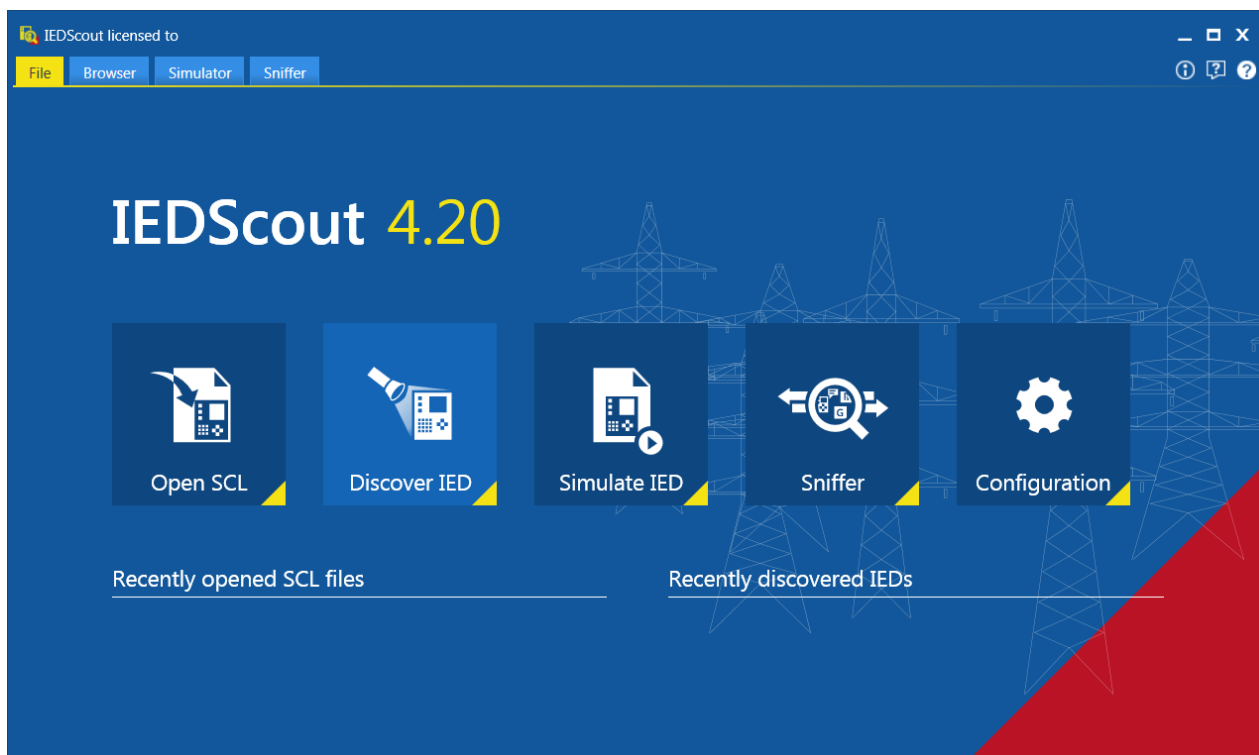 IEDScout licensed to
File Browser Simulator Sniffer
IEDScout 4.20
Open SCL Discover IED Simulate IED Sniffer Configuration
Recently opened SCL files Recently discovered IEDs